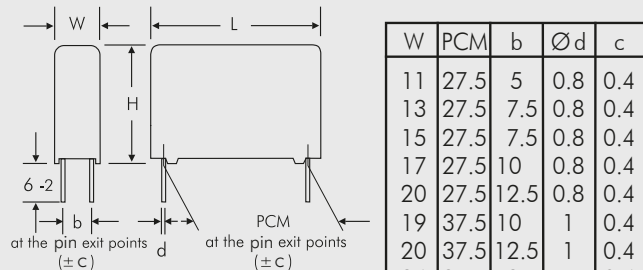 W
L
H
6 -2
b
d
PCM
at the pin exit points
(± c)
at the pin exit points
(± c)
W PCM b Ø d c
11 27.5 5 0.8 0.4
13 27.5 7.5 0.8 0.4
15 27.5 7.5 0.8 0.4
17 27.5 10 0.8 0.4
20 27.5 12.5 0.8 0.4
19 37.5 10 1 0.4
20 37.5 12.5 1 0.4